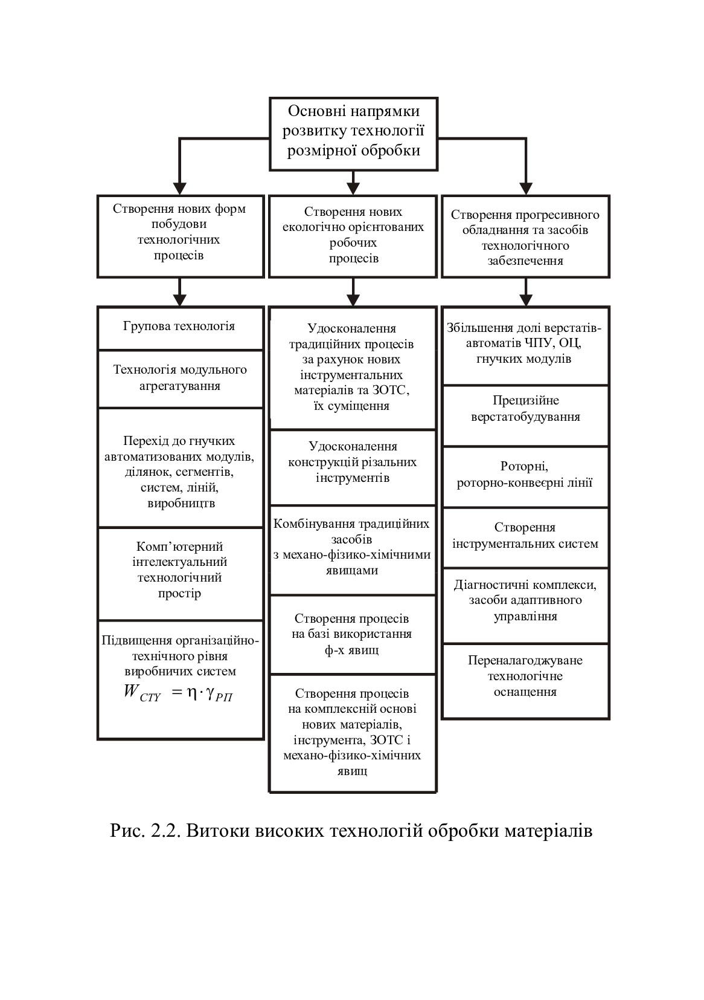 Основні напрямки
розвитку технології
розмірної обробки
Створення нових форм
побудови
технологічних
процесів
Створення нових
екологічно орієнтованих
робочих
процесів
Створення прогресивного
обладнання та засобів
технологічного
забезпечення
Групова технологія
Технологія модульного
агрегатування
Перехід до гнучких
автоматизованих модулів,
ділянок, сегментів,
систем, ліній,
виробництв
Комп’ютерний
інтелектуальний
технологічний
простір
Підвищення організаційно-
технічного рівня
виробничих систем
W_СТУ = η · γ_РП
Удосконалення
традиційних процесів
за рахунок нових
інструментальних
матеріалів та ЗОТС,
їх суміщення
Удосконалення
конструкцій різальних
інструментів
Комбінування традиційних
засобів
з механо-фізико-хімічними
явищами
Створення процесів
на базі використання
ф-х явищ
Створення процесів
на комплексній основі
нових матеріалів,
інструмента, ЗОТС і
механо-фізико-хімічних
явищ
Збільшення долі верстатів-
автоматів ЧПУ, ОЦ,
гнучких модулів
Прецизійне
верстатобудування
Роторні,
роторно-конвеєрні лінії
Створення
інструментальних систем
Діагностичні комплекси,
засоби адаптивного
управління
Переналагоджуване
технологічне
оснащення
Рис. 2.2. Витоки високих технологій обробки матеріалів